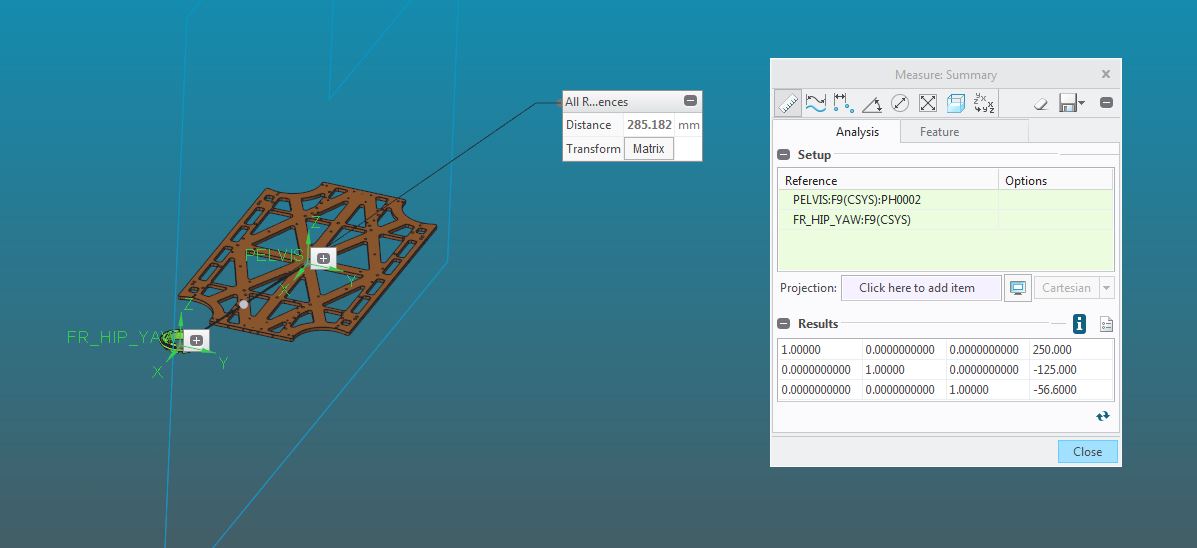 Measure: Summary
All R...ences
Distance 285.182 mm
Transform Matrix
Analysis Feature
Setup
Reference Options
PELVIS:F9(CSYS):PH0002
FR_HIP_YAW:F9(CSYS)
Projection: Click here to add item Cartesian
Results
1.00000 0.0000000000 0.0000000000 250.000
0.0000000000 1.00000 0.0000000000 -125.000
0.0000000000 0.0000000000 1.00000 -56.6000
Close
Z
PELVIS
X
Y
Z
FR_HIP_YAW
X
Y